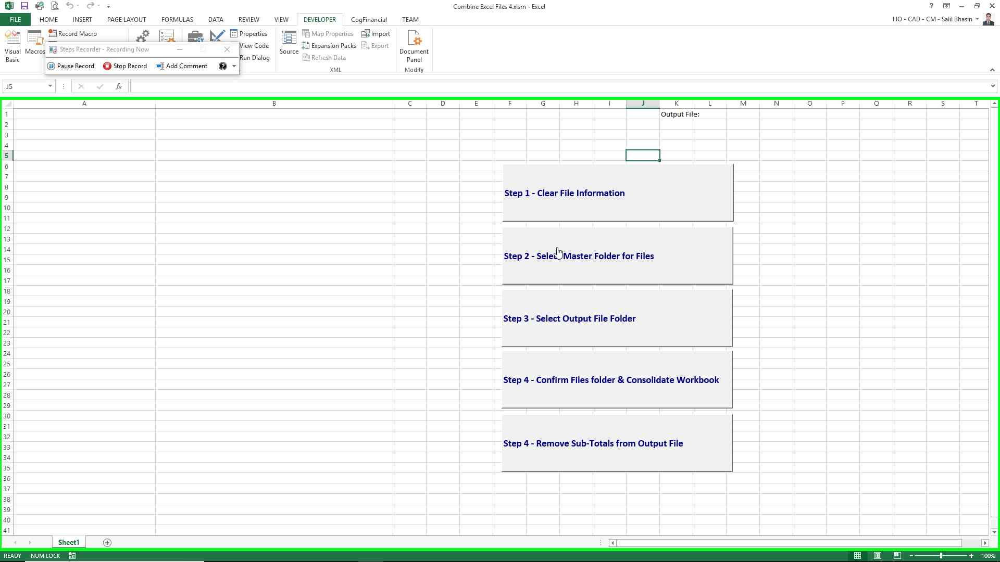 Combine Excel Files 4.xlsm - Excel
?
FILE HOME INSERT PAGE LAYOUT FORMULAS DATA REVIEW VIEW DEVELOPER CogFinancial TEAM
HO - CAD - CM - Salil Bhasin
Record Macro
Visual Basic
Macros
Steps Recorder - Recording Now
Pause Record Stop Record Add Comment ?
Properties
View Code
Run Dialog
Source
Map Properties Import
Expansion Packs Export
Refresh Data
XML
Document Panel
Modify
J5
fx
A B C D E F G H I J K L M N O P Q R S T
1 Output File:
2
3
4
5
6
7
8
Step 1 - Clear File Information
9
10
11
12
13
14
15 Step 2 - Select Master Folder for Files
16
17
18
19
20
Step 3 - Select Output File Folder
21
22
23
24
25
26
Step 4 - Confirm Files folder & Consolidate Workbook
27
28
29
30
31
32
Step 4 - Remove Sub-Totals from Output File
33
34
35
36
37
38
39
40
41
Sheet1
READY NUM LOCK 100%